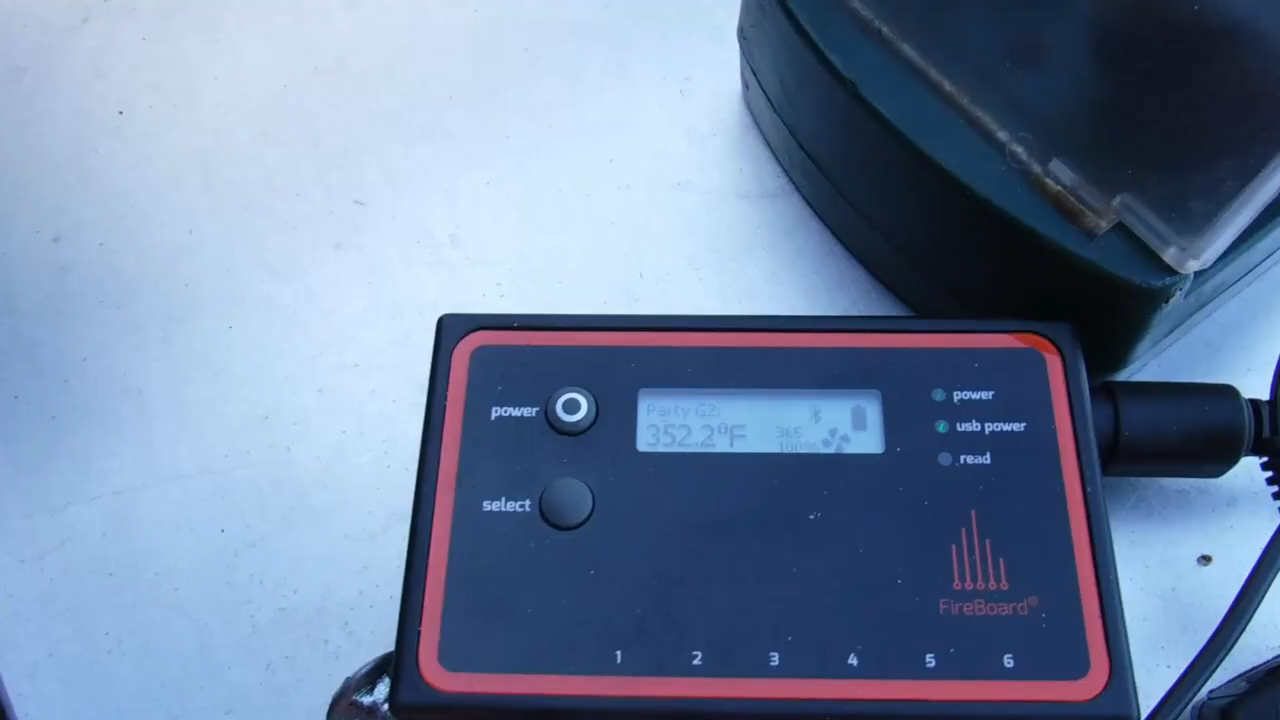 power
select
Party G2:
352.2°F
365
100%
power
usb power
read
FireBoard®
1 2 3 4 5 6